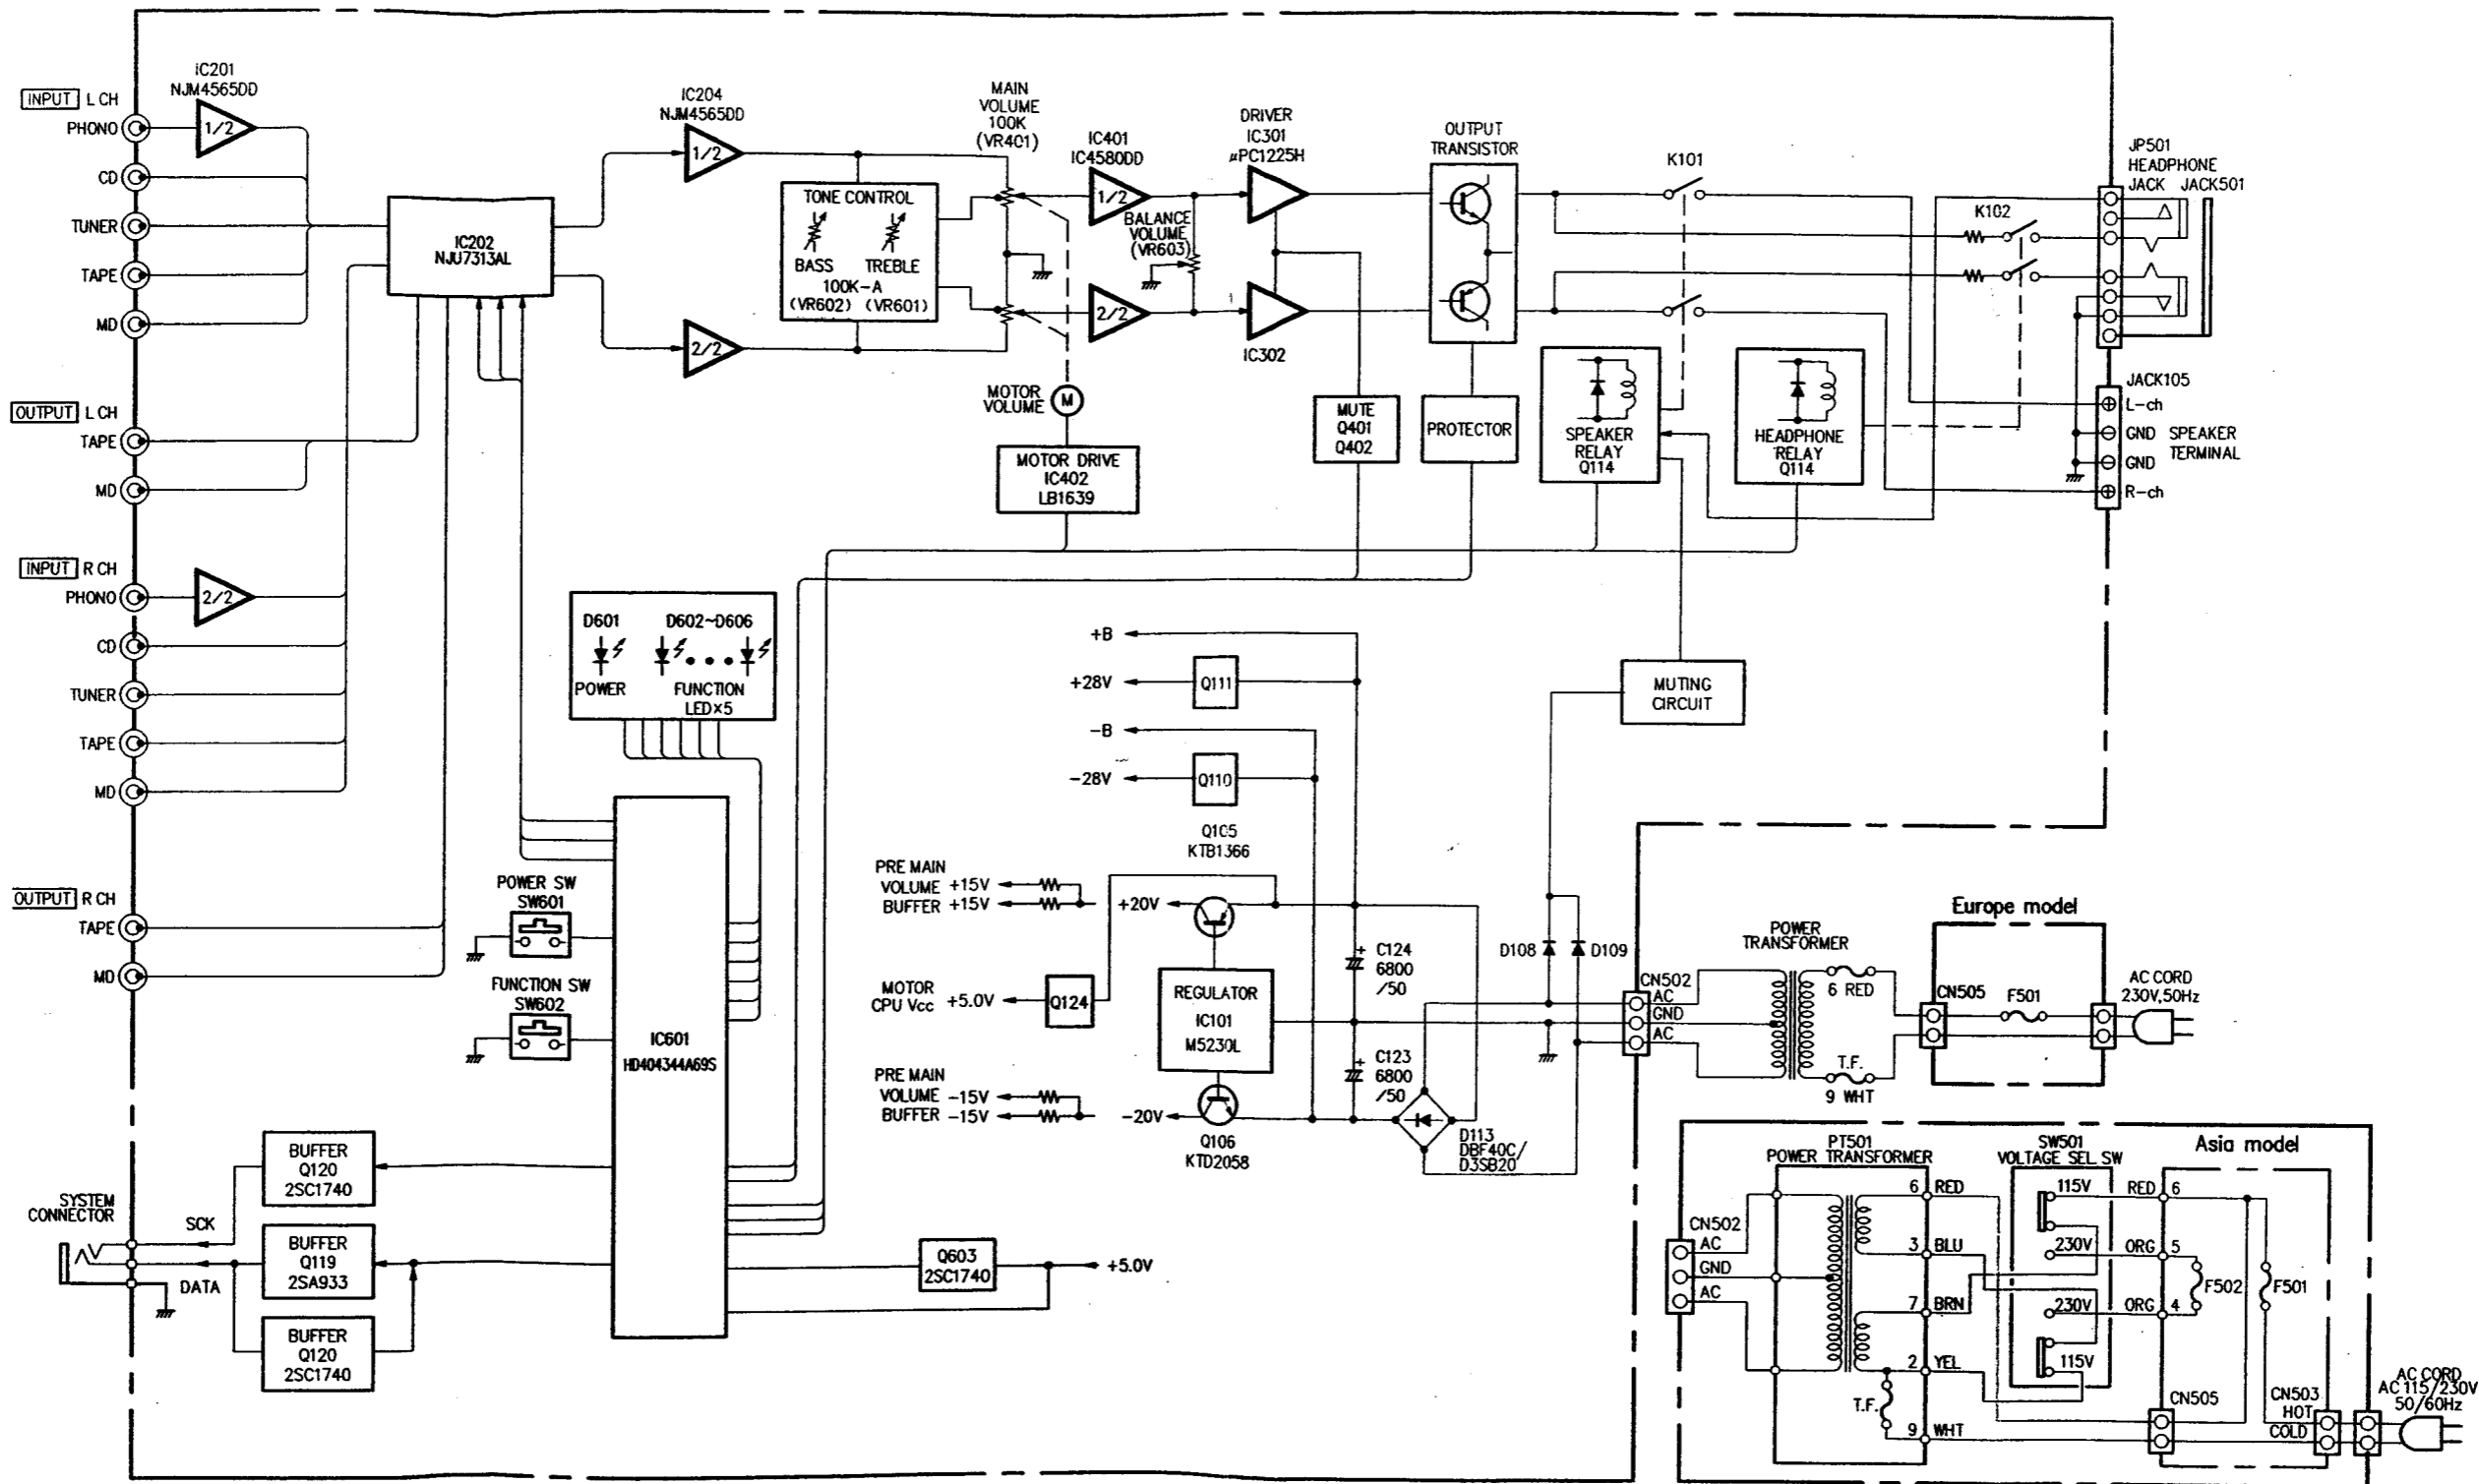 IC201
NJM4565DD
INPUT L CH
PHONO
1/2
CD
TUNER
TAPE
MD
IC202
NJU7313AL
OUTPUT L CH
TAPE
MD
INPUT R CH
PHONO
2/2
CD
TUNER
TAPE
MD
OUTPUT R CH
TAPE
MD
IC204
NJM4565DD
1/2
2/2
TONE CONTROL
BASS TREBLE
100K-A
(VR602) (VR601)
MAIN
VOLUME
100K
(VR401)
MOTOR
VOLUME
M
MOTOR DRIVE
IC402
LB1639
IC401
IC4580DD
1/2
2/2
BALANCE
VOLUME
(VR603)
DRIVER
IC301
μPC1225H
IC302
MUTE
Q401
Q402
OUTPUT
TRANSISTOR
PROTECTOR
K101
SPEAKER
RELAY
Q114
HEADPHONE
RELAY
Q114
K102
JP501
HEADPHONE
JACK JACK501
JACK105
L-ch
GND SPEAKER
TERMINAL
GND
R-ch
MUTING
CIRCUIT
D601 D602~D606
POWER FUNCTION
LED×5
+B
+28V Q111
-B
-28V Q110
Q105
KTB1366
PRE MAIN
VOLUME +15V
BUFFER +15V
+20V
MOTOR
CPU Vcc +5.0V Q124
REGULATOR
IC101
M5230L
PRE MAIN
VOLUME -15V
BUFFER -15V
-20V
Q106
KTD2058
+ C124
6800
/50
+ C123
6800
/50
D108 D109
D113
DBF40C/
D3SB20
POWER SW
SW601
FUNCTION SW
SW602
IC601
HD404344A69S
SYSTEM
CONNECTOR
SCK
DATA
BUFFER
Q120
2SC1740
BUFFER
Q119
2SA933
BUFFER
Q120
2SC1740
Q603
2SC1740
+5.0V
CN502
AC
GND
AC
POWER
TRANSFORMER
6 RED
T.F.
9 WHT
Europe model
CN505 F501
AC CORD
230V,50Hz
Asia model
PT501
POWER TRANSFORMER
CN502
AC
GND
AC
6 RED
3 BLU
7 BRN
2 YEL
T.F.
9 WHT
SW501
VOLTAGE SEL SW
115V
230V
230V
115V
RED 6
ORG 5
ORG 4
F502 F501
CN505
CN503
HOT
COLD
AC CORD
AC 115/230V
50/60Hz